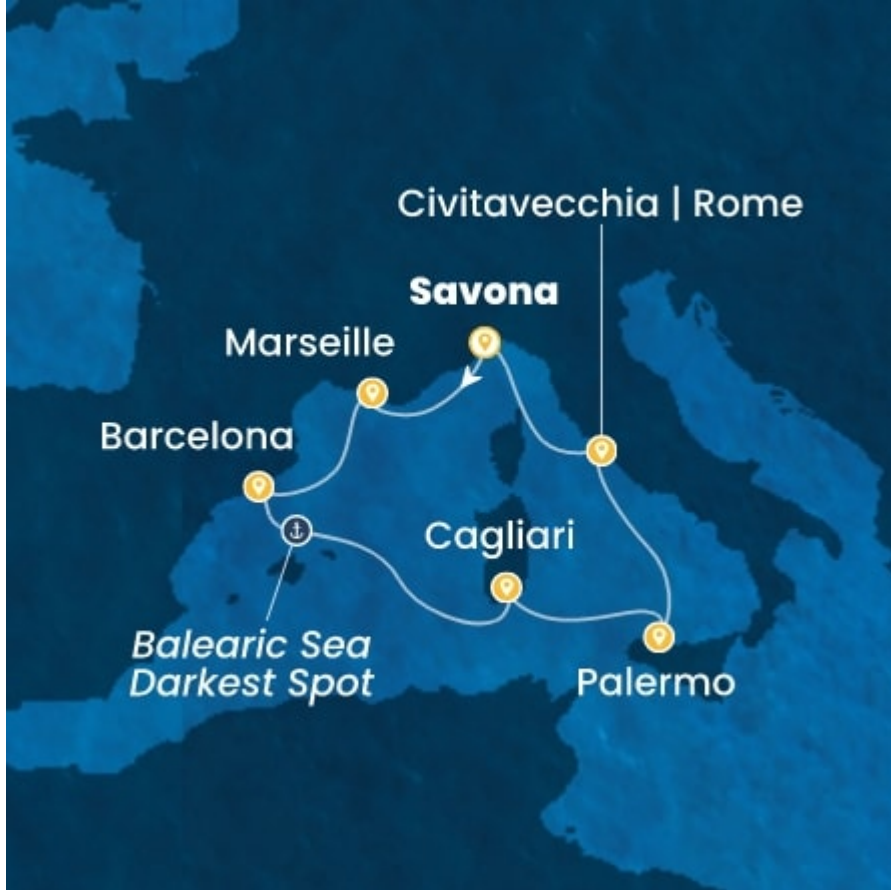 Civitavecchia | Rome
Savona
Marseille
Barcelona
Cagliari
Balearic Sea
Darkest Spot
Palermo